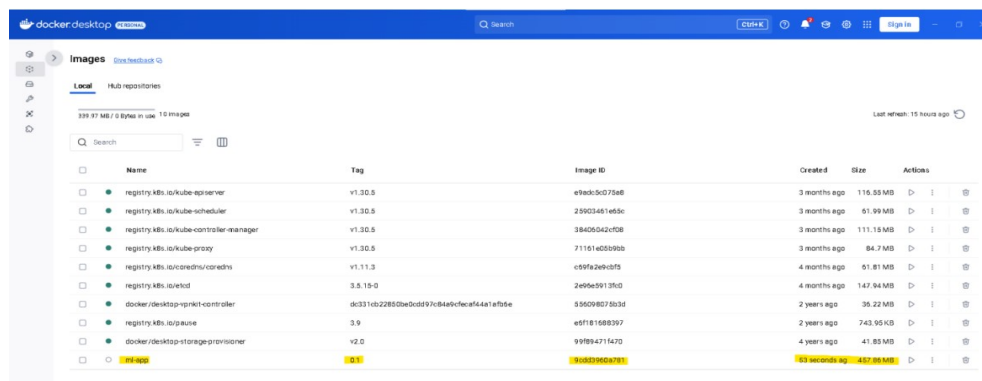 docker desktop PERSONAL Search Ctrl+K Sign in
Images Give feedback
Local Hub repositories
339.97 MB / 0 Bytes in use 10 images Last refresh: 15 hours ago
Search
Name Tag Image ID Created Size Actions
registry.k8s.io/kube-apiserver v1.30.5 e9adc5c075a8 3 months ago 116.55 MB
registry.k8s.io/kube-scheduler v1.30.5 25903461e65c 3 months ago 61.99 MB
registry.k8s.io/kube-controller-manager v1.30.5 38406042cf08 3 months ago 111.15 MB
registry.k8s.io/kube-proxy v1.30.5 71161e05b9bb 3 months ago 84.7 MB
registry.k8s.io/coredns/coredns v1.11.3 c69fa2e9cbf5 4 months ago 61.81 MB
registry.k8s.io/etcd 3.5.15-0 2e96e5913fc0 4 months ago 147.94 MB
docker/desktop-vpnkit-controller dc331cb22850be0cdd97c84a9cfecaf44a1afb6e 556098075b3d 2 years ago 36.22 MB
registry.k8s.io/pause 3.9 e6f181688397 2 years ago 743.95 KB
docker/desktop-storage-provisioner v2.0 99f89471f470 4 years ago 41.85 MB
ml-app 0.1 9cdd3960a781 53 seconds ag 457.86 MB